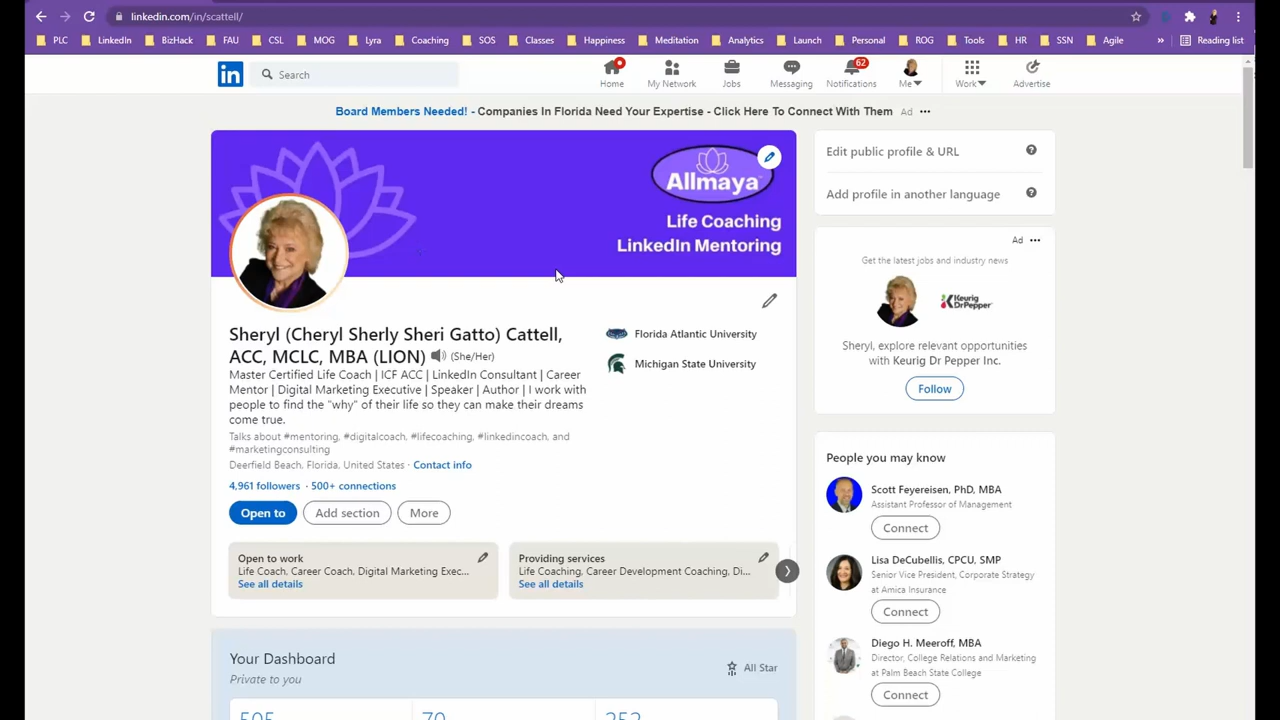 linkedin.com/in/scattell/
PLC LinkedIn BizHack FAU CSL MOG Lyra Coaching SOS Classes Happiness Meditation Analytics Launch Personal ROG Tools HR SSN Agile » Reading list
in Search
62
Home My Network Jobs Messaging Notifications Me Work Advertise
Board Members Needed! - Companies In Florida Need Your Expertise - Click Here To Connect With Them Ad
Allmaya
Life Coaching
LinkedIn Mentoring
Sheryl (Cheryl Sherly Sheri Gatto) Cattell,
ACC, MCLC, MBA (LION) (She/Her)
Master Certified Life Coach | ICF ACC | LinkedIn Consultant | Career
Mentor | Digital Marketing Executive | Speaker | Author | I work with
people to find the "why" of their life so they can make their dreams
come true.
Talks about #mentoring, #digitalcoach, #lifecoaching, #linkedincoach, and
#marketingconsulting
Deerfield Beach, Florida, United States · Contact info
4,961 followers · 500+ connections
Open to Add section More
Florida Atlantic University
Michigan State University
Open to work
Life Coach, Career Coach, Digital Marketing Exec...
See all details
Providing services
Life Coaching, Career Development Coaching, Di...
See all details
Your Dashboard
Private to you
All Star
505 70 253
Edit public profile & URL
Add profile in another language
Ad
Get the latest jobs and industry news
Keurig
DrPepper
Sheryl, explore relevant opportunities
with Keurig Dr Pepper Inc.
Follow
People you may know
Scott Feyereisen, PhD, MBA
Assistant Professor of Management
Connect
Lisa DeCubellis, CPCU, SMP
Senior Vice President, Corporate Strategy
at Amica Insurance
Connect
Diego H. Meeroff, MBA
Director, College Relations and Marketing
at Palm Beach State College
Connect